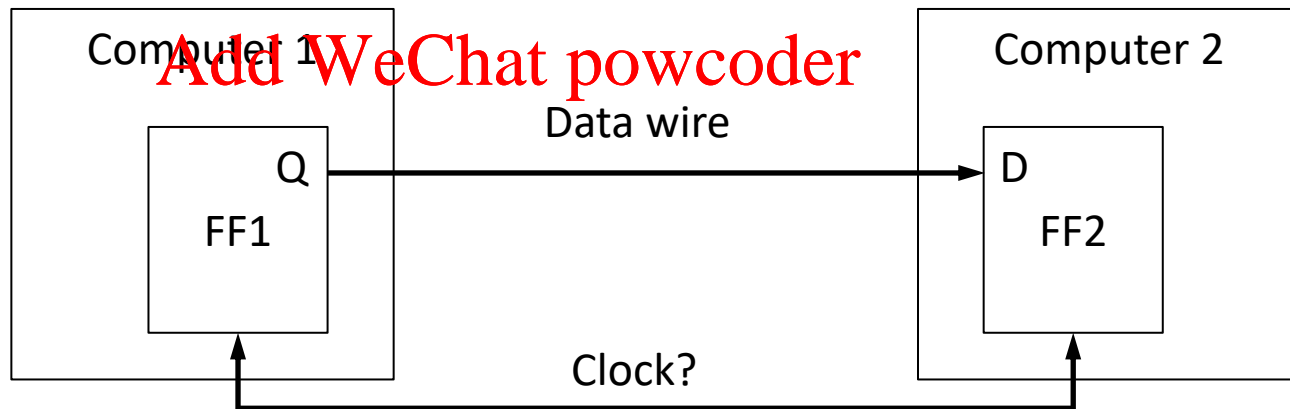 Computer 1
Add WeChat powcoder
Computer 2
Data wire
Q
D
FF1
FF2
Clock?